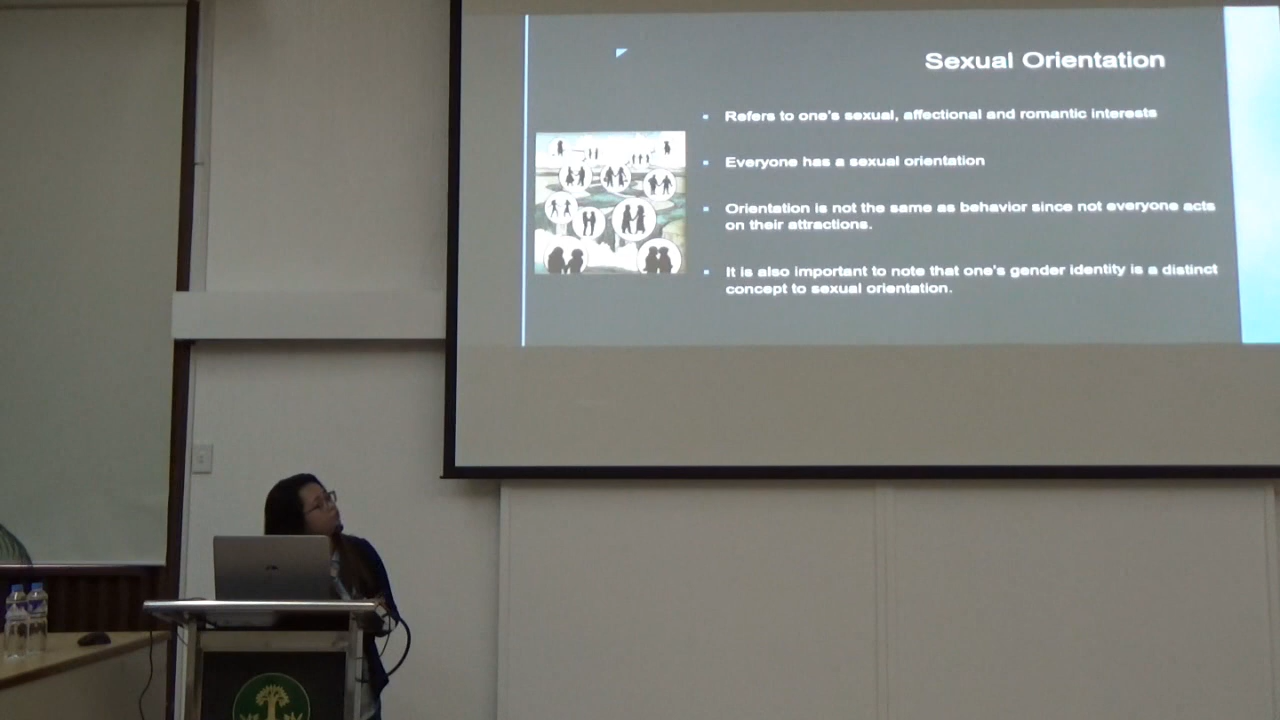 Sexual Orientation
Refers to one's sexual, affectional and romantic interests
Everyone has a sexual orientation
Orientation is not the same as behavior since not everyone acts
on their attractions.
It is also important to note that one's gender identity is a distinct
concept to sexual orientation.